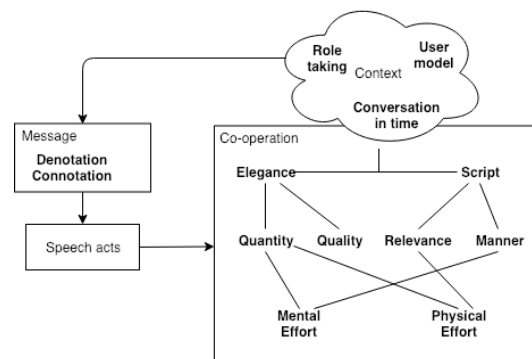 Role
taking
User
model
Context
Conversation
in time
Message
Denotation
Connotation
Speech acts
Co-operation
Elegance
Script
Quantity
Quality
Relevance
Manner
Mental
Effort
Physical
Effort